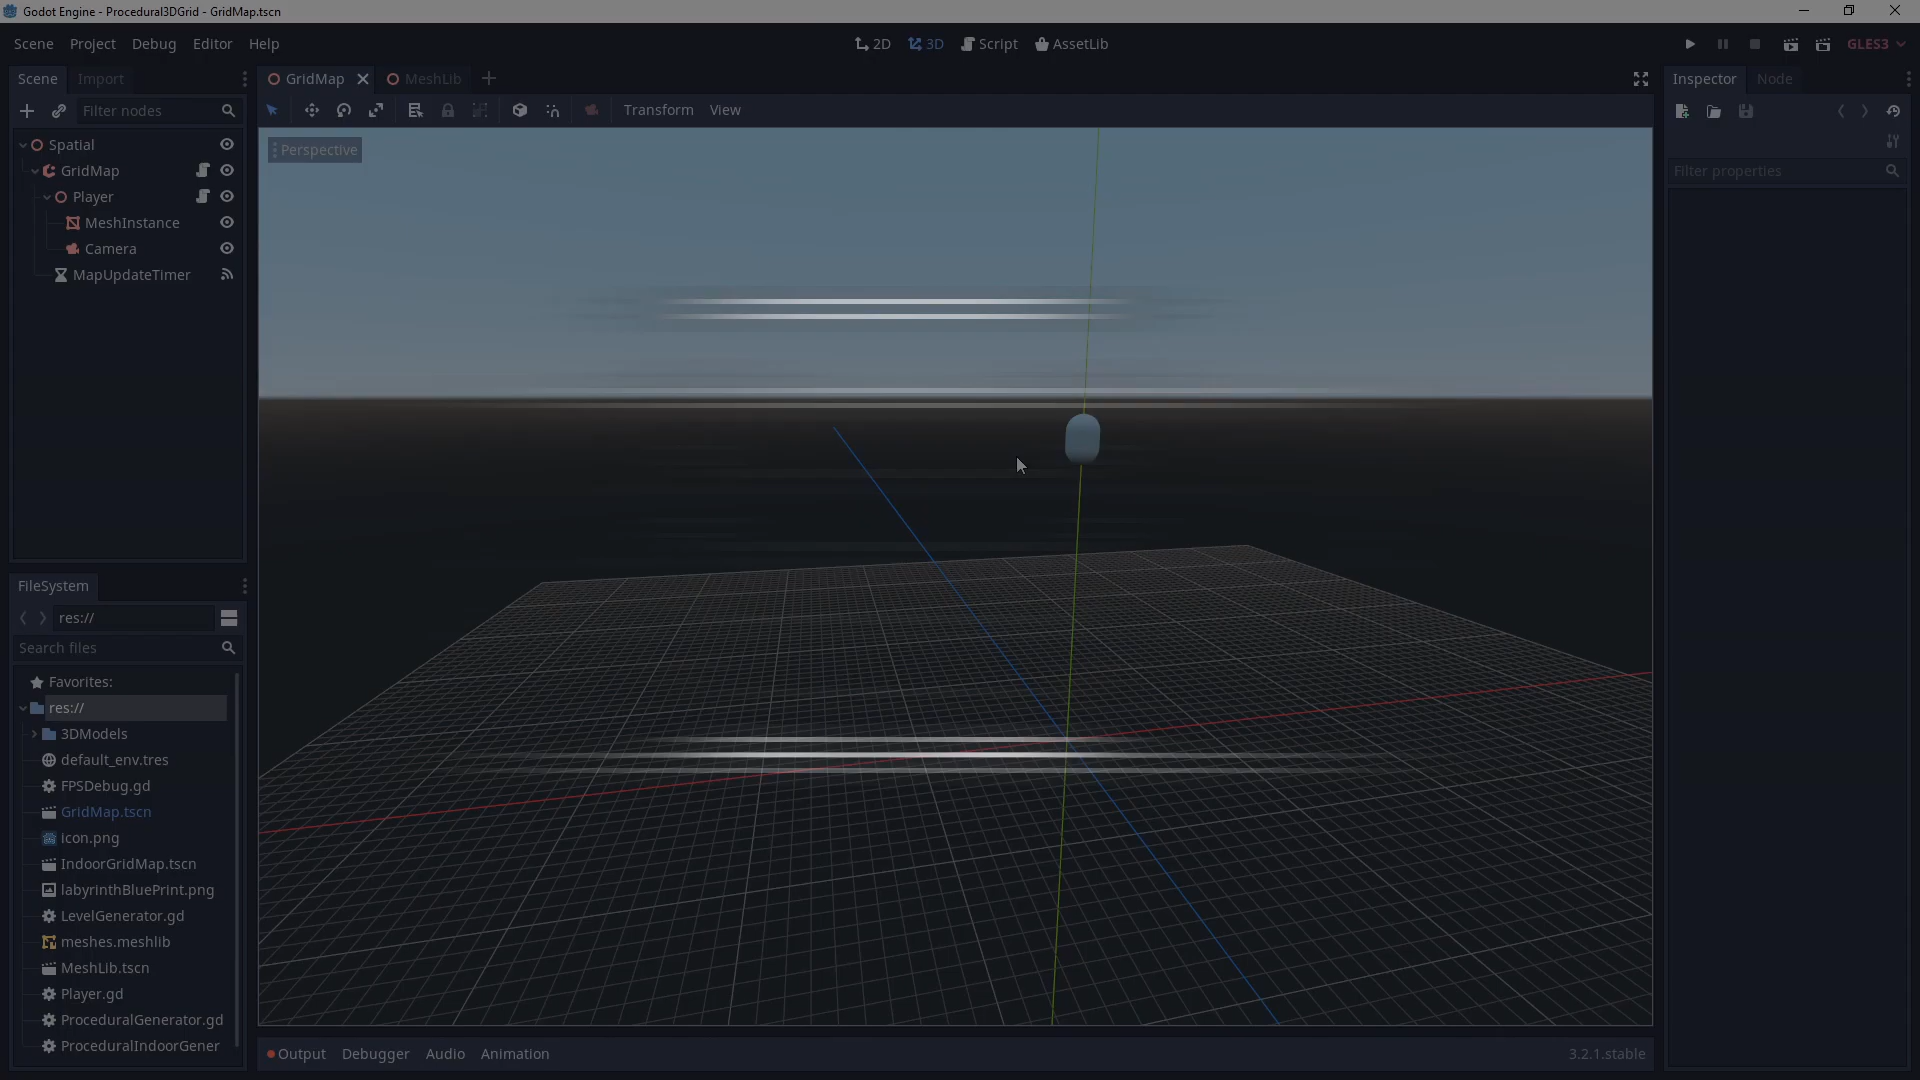 Godot Engine - Procedural3DGrid - GridMap.tscn
Scene Project Debug Editor Help
2D 3D Script AssetLib
GLES3
Scene Import
GridMap MeshLib
Inspector Node
Filter nodes
Transform View
Perspective
Filter properties
Spatial
GridMap
Player
MeshInstance
Camera
MapUpdateTimer
FileSystem
res://
Search files
Favorites:
res://
3DModels
default_env.tres
FPSDebug.gd
GridMap.tscn
icon.png
IndoorGridMap.tscn
labyrinthBluePrint.png
LevelGenerator.gd
meshes.meshlib
MeshLib.tscn
Player.gd
ProceduralGenerator.gd
ProceduralIndoorGener
Output Debugger Audio Animation
3.2.1.stable